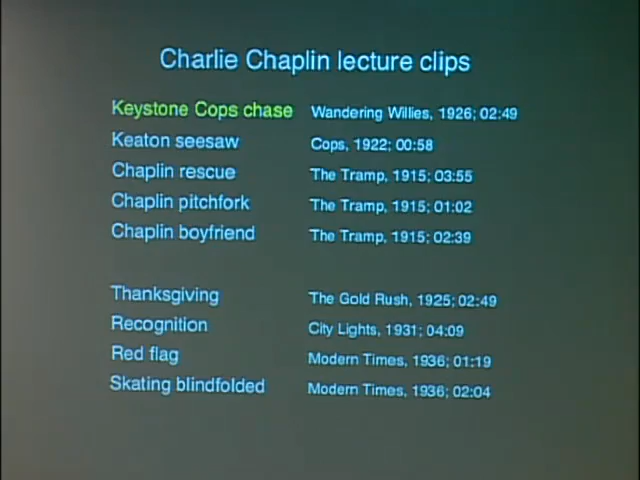 Charlie Chaplin lecture clips
Keystone Cops chase Wandering Willies, 1926; 02:49
Keaton seesaw Cops, 1922; 00:58
Chaplin rescue The Tramp, 1915; 03:55
Chaplin pitchfork The Tramp, 1915; 01:02
Chaplin boyfriend The Tramp, 1915; 02:39
Thanksgiving The Gold Rush, 1925; 02:49
Recognition City Lights, 1931; 04:09
Red flag Modern Times, 1936; 01:19
Skating blindfolded Modern Times, 1936; 02:04